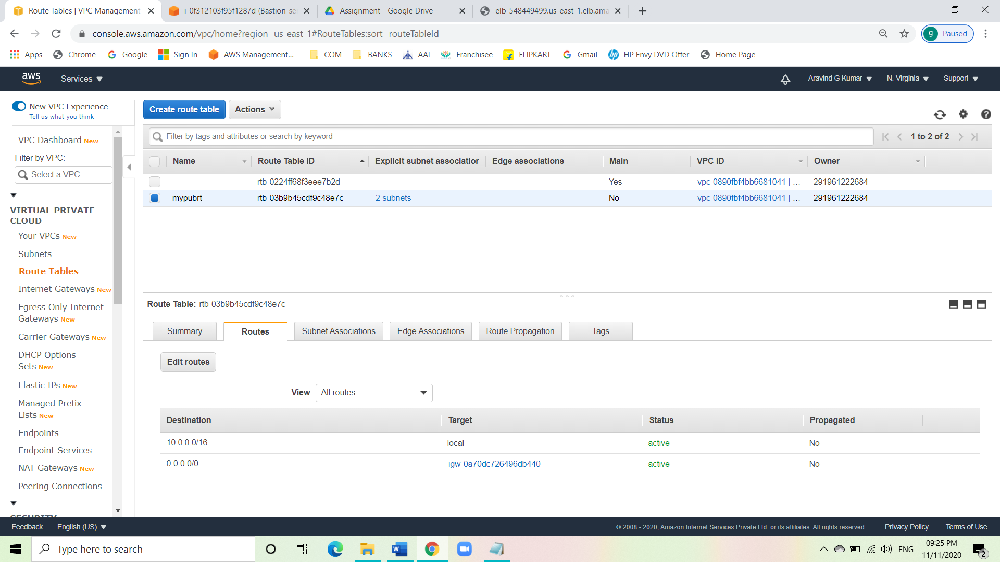 Route Tables | VPC Management
i-0f312103f95f1287d (Bastion-se
Assignment - Google Drive
elb-548449499.us-east-1.elb.ama
console.aws.amazon.com/vpc/home?region=us-east-1#RouteTables:sort=routeTableId
g Paused
Apps Chrome Google Sign In AWS Management... COM BANKS AAI Franchisee FLIPKART Gmail HP Envy DVD Offer Home Page
aws Services Aravind G Kumar N. Virginia Support
New VPC Experience
Tell us what you think
VPC Dashboard New
Filter by VPC:
Select a VPC
VIRTUAL PRIVATE
CLOUD
Your VPCs New
Subnets
Route Tables
Internet Gateways New
Egress Only Internet
Gateways New
Carrier Gateways New
DHCP Options
Sets New
Elastic IPs New
Managed Prefix
Lists New
Endpoints
Endpoint Services
NAT Gateways New
Peering Connections
SECURITY
Create route table Actions
Filter by tags and attributes or search by keyword
1 to 2 of 2
Name Route Table ID Explicit subnet association Edge associations Main VPC ID Owner
rtb-0224ff68f3eee7b2d - - Yes vpc-0890fbf4bb6681041 | ... 291961222684
mypubrt rtb-03b9b45cdf9c48e7c 2 subnets - No vpc-0890fbf4bb6681041 | ... 291961222684
Route Table: rtb-03b9b45cdf9c48e7c
Summary Routes Subnet Associations Edge Associations Route Propagation Tags
Edit routes
View All routes
Destination Target Status Propagated
10.0.0.0/16 local active No
0.0.0.0/0 igw-0a70dc726496db440 active No
Feedback English (US) © 2008 - 2020, Amazon Internet Services Private Ltd. or its affiliates. All rights reserved. Privacy Policy Terms of Use
Type here to search
ENG
09:25 PM
11/11/2020
2